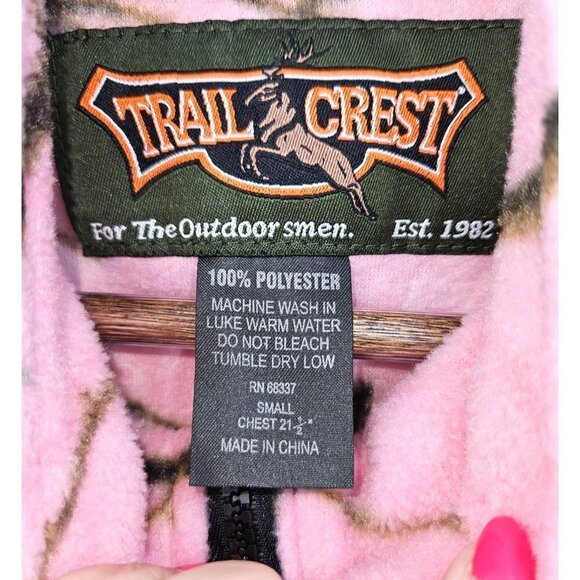 TRAIL CREST
For The Outdoorsmen. Est. 1982
100% POLYESTER
MACHINE WASH IN
LUKE WARM WATER
DO NOT BLEACH
TUMBLE DRY LOW
RN 68337
SMALL
CHEST 21 ½"
MADE IN CHINA